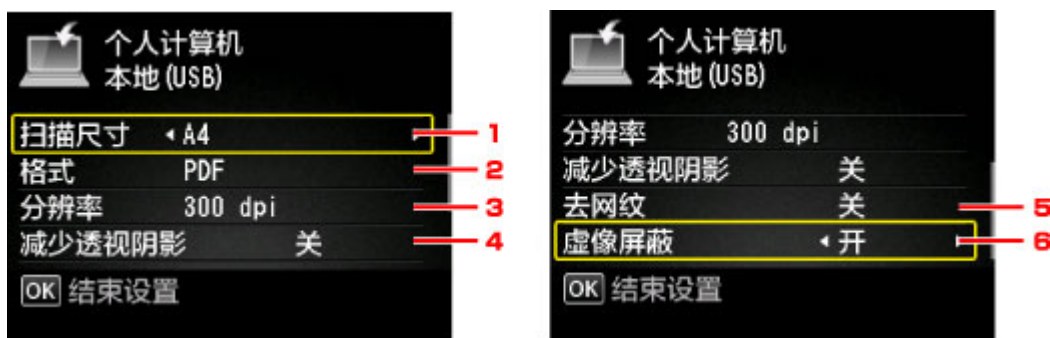 个人计算机
本地 (USB)
扫描尺寸 A4 1
格式 PDF 2
分辨率 300 dpi 3
减少透视阴影 关 4
OK 结束设置
个人计算机
本地 (USB)
分辨率 300 dpi
减少透视阴影 关
去网纹 关 5
虚像屏蔽 开 6
OK 结束设置